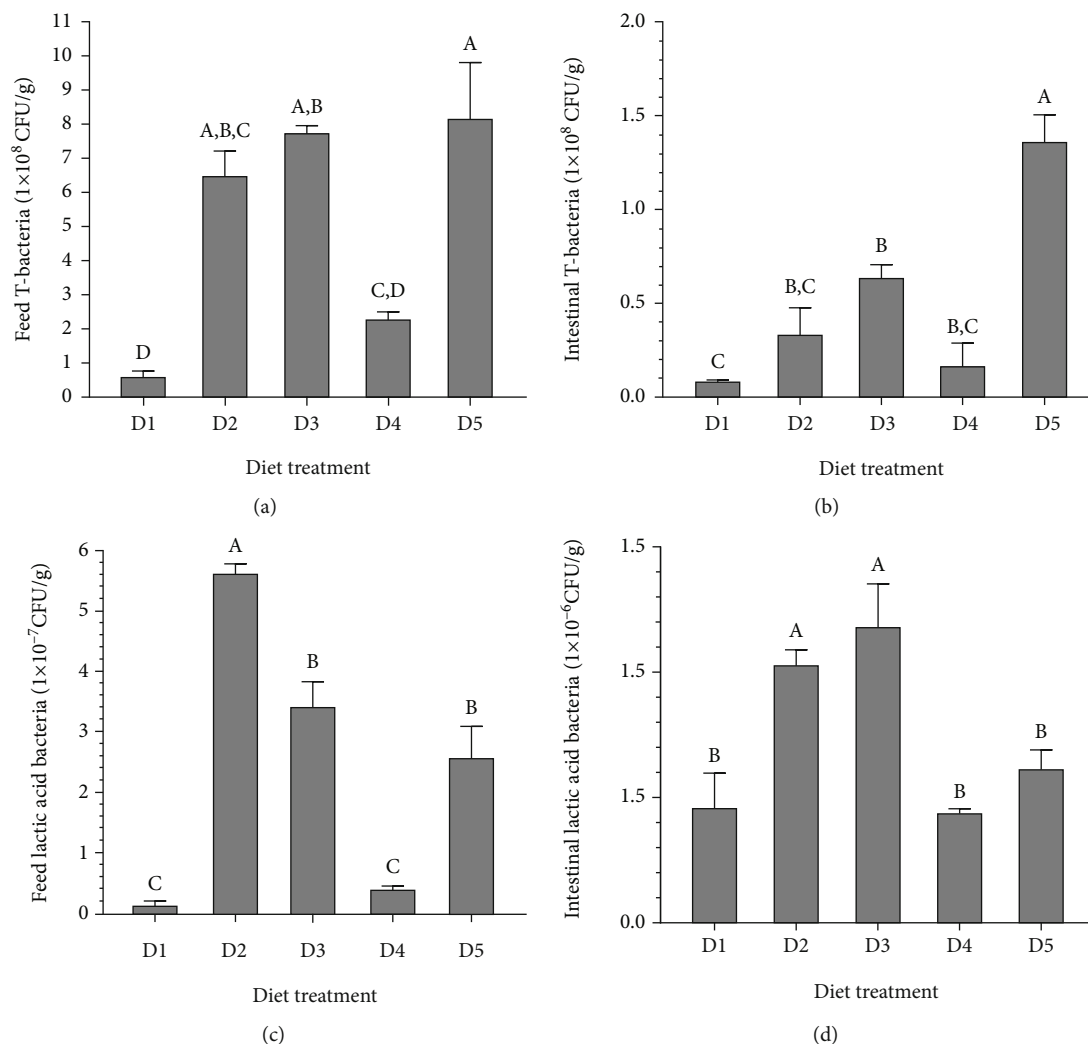 Feed T-bacteria (1×10⁸ CFU/g)
11
10
9
8
7
6
5
4
3
2
1
0
D
A,B,C
A,B
C,D
A
D1 D2 D3 D4 D5
Diet treatment
(a)
Intestinal T-bacteria (1×10⁸ CFU/g)
2.0
1.5
1.0
0.5
0.0
C
B,C
B
B,C
A
D1 D2 D3 D4 D5
Diet treatment
(b)
Feed lactic acid bacteria (1×10⁻⁷CFU/g)
6
5
4
3
2
1
0
C
A
B
C
B
D1 D2 D3 D4 D5
Diet treatment
(c)
Intestinal lactic acid bacteria (1×10⁻⁶CFU/g)
1.5
1.5
1.5
0.0
B
A
A
B
B
D1 D2 D3 D4 D5
Diet treatment
(d)